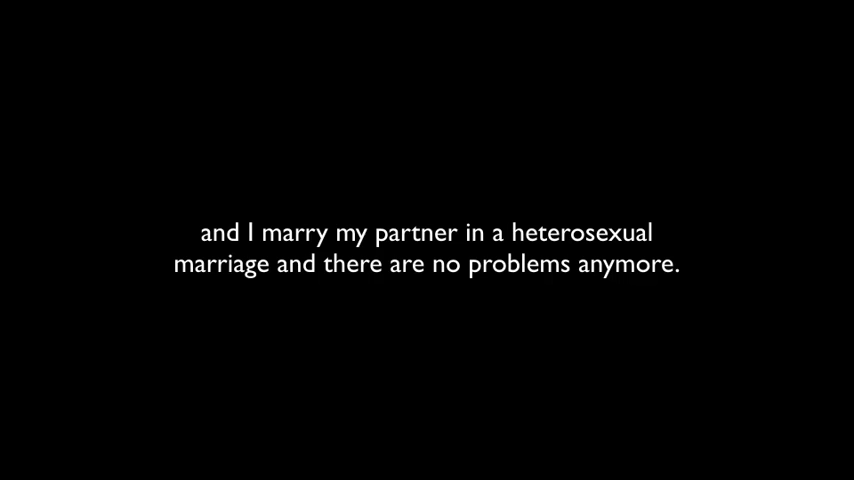 and I marry my partner in a heterosexual
marriage and there are no problems anymore.